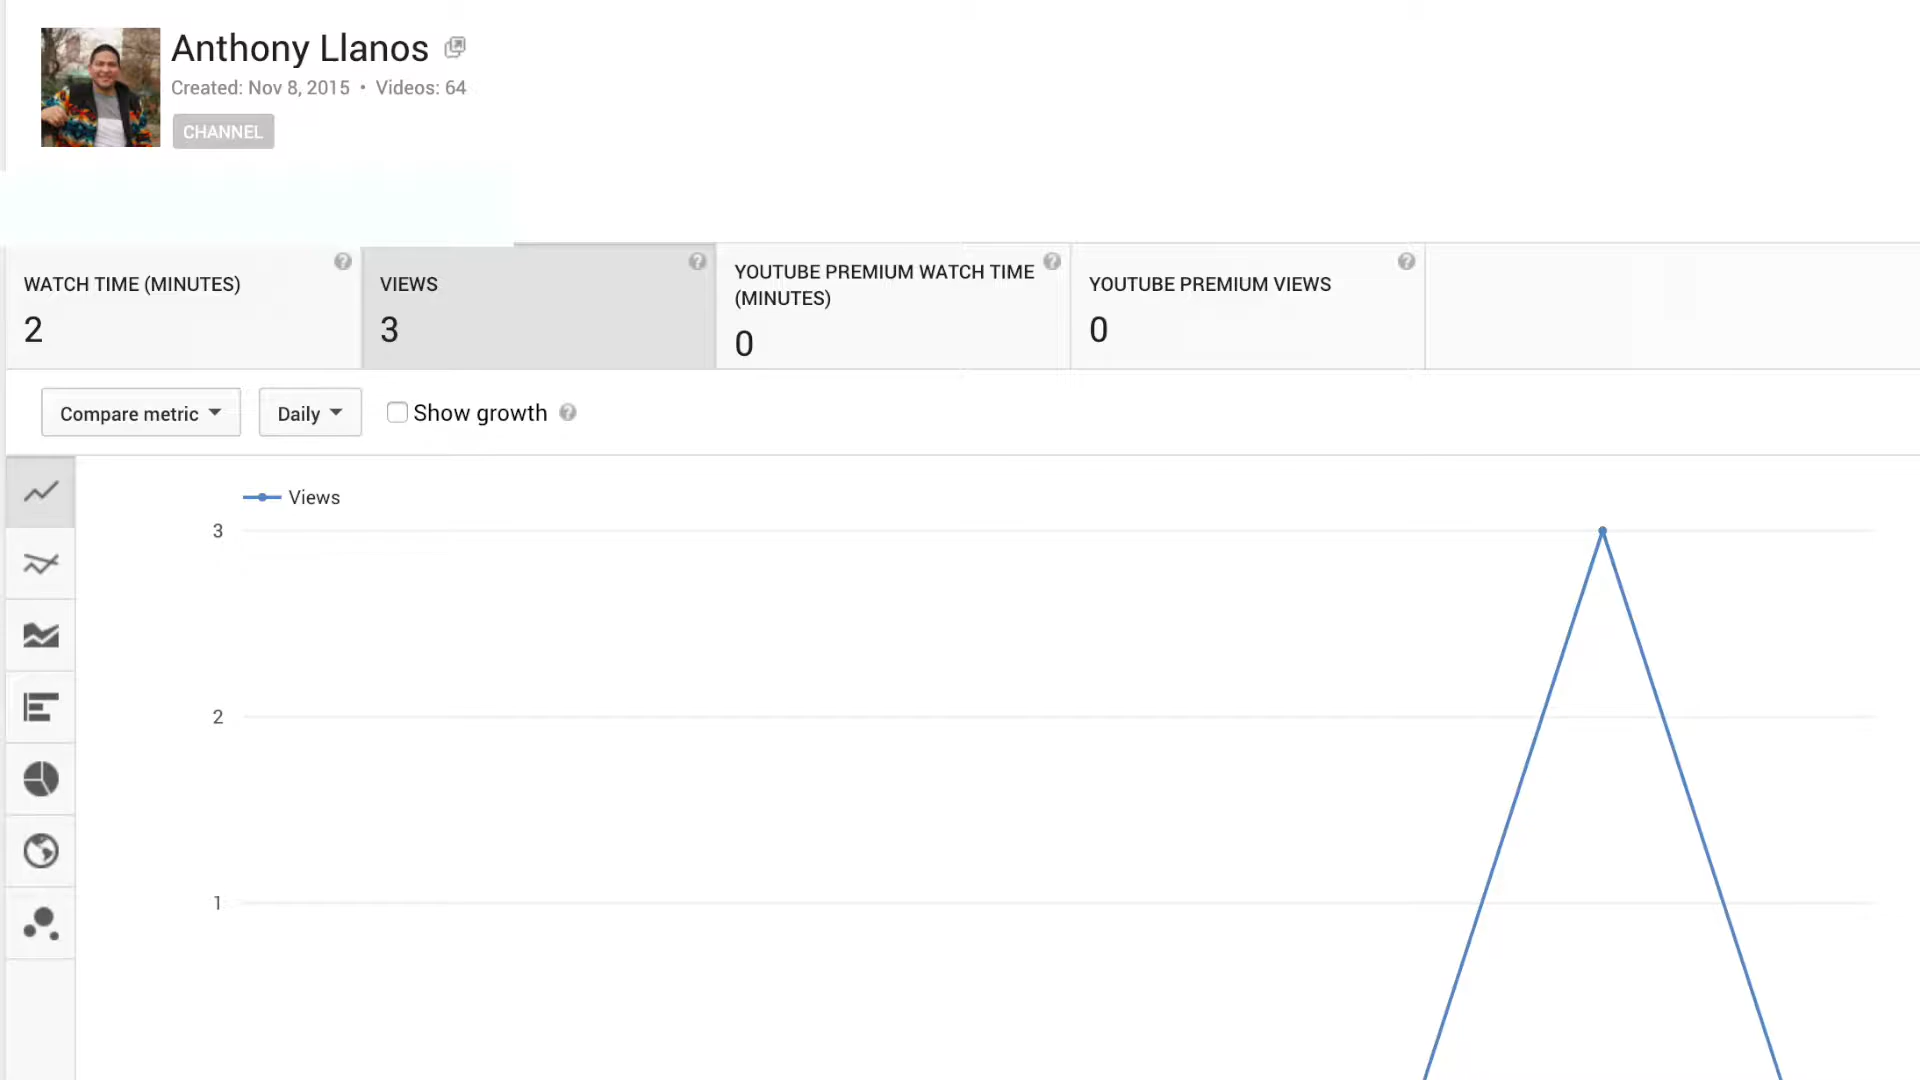 Anthony Llanos
Created: Nov 8, 2015 • Videos: 64
CHANNEL
WATCH TIME (MINUTES)
2
VIEWS
3
YOUTUBE PREMIUM WATCH TIME
(MINUTES)
0
YOUTUBE PREMIUM VIEWS
0
Compare metric
Daily
Show growth
Views
3
2
1